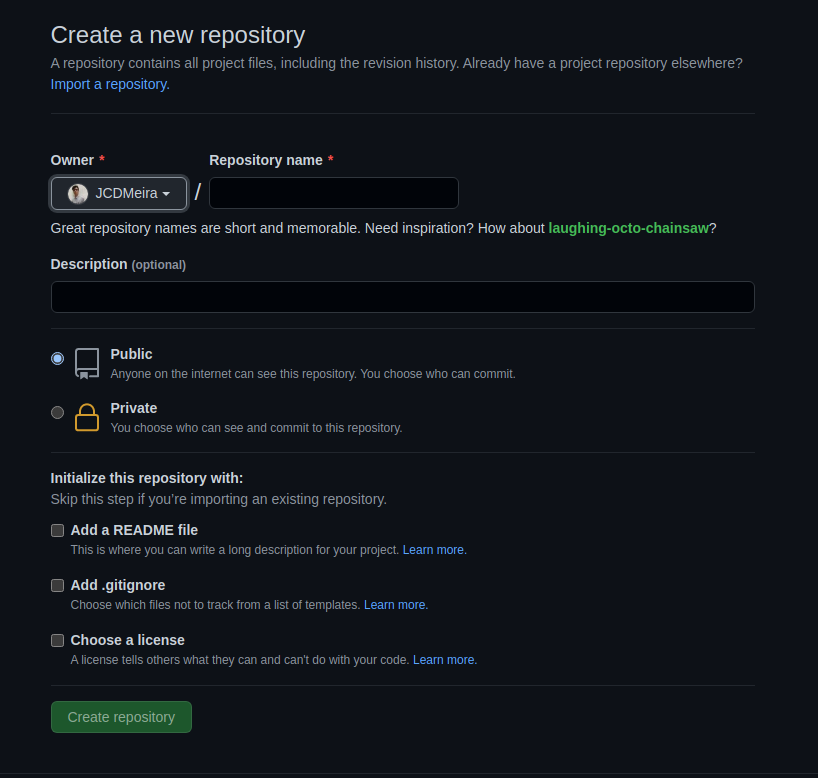 Create a new repository
A repository contains all project files, including the revision history. Already have a project repository elsewhere?
Import a repository.
Owner * Repository name *
JCDMeira /
Great repository names are short and memorable. Need inspiration? How about laughing-octo-chainsaw?
Description (optional)
Public
Anyone on the internet can see this repository. You choose who can commit.
Private
You choose who can see and commit to this repository.
Initialize this repository with:
Skip this step if you’re importing an existing repository.
Add a README file
This is where you can write a long description for your project. Learn more.
Add .gitignore
Choose which files not to track from a list of templates. Learn more.
Choose a license
A license tells others what they can and can't do with your code. Learn more.
Create repository